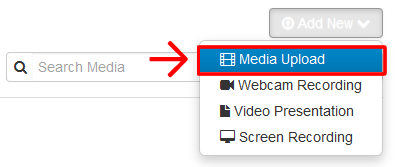 Add New
Search Media
Media Upload
Webcam Recording
Video Presentation
Screen Recording